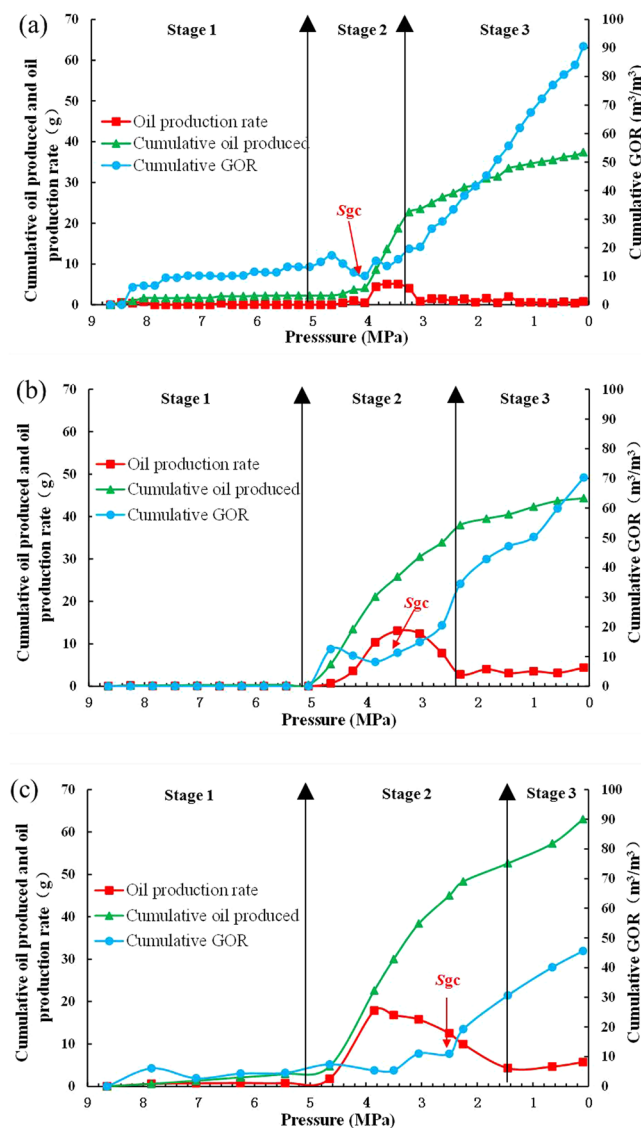 (a)
70
60
50
40
30
20
10
0
100
90
80
70
60
50
40
30
20
10
0
Stage 1
Stage 2
Stage 3
Oil production rate
Cumulative oil produced
Cumulative GOR
Sgc
Cumulative oil produced and oil
production rate（g）
Cumulative GOR (m³/m³)
9 8 7 6 5 4 3 2 1 0
Presssure (MPa)
(b)
70
60
50
40
30
20
10
0
100
90
80
70
60
50
40
30
20
10
0
Stage 1
Stage 2
Stage 3
Oil production rate
Cumulative oil produced
Cumulative GOR
Sgc
Cumulative oil produced and oil
production rate（g）
Cumulative GOR (m³/m³)
9 8 7 6 5 4 3 2 1 0
Pressure (MPa)
(c)
70
60
50
40
30
20
10
0
100
90
80
70
60
50
40
30
20
10
0
Stage 1
Stage 2
Stage 3
Oil production rate
Cumulative oil produced
Cumulative GOR
Sgc
Cumulative oil produced and oil
production rate（g）
Cumulative GOR（m³/m³）
9 8 7 6 5 4 3 2 1 0
Pressure (MPa)